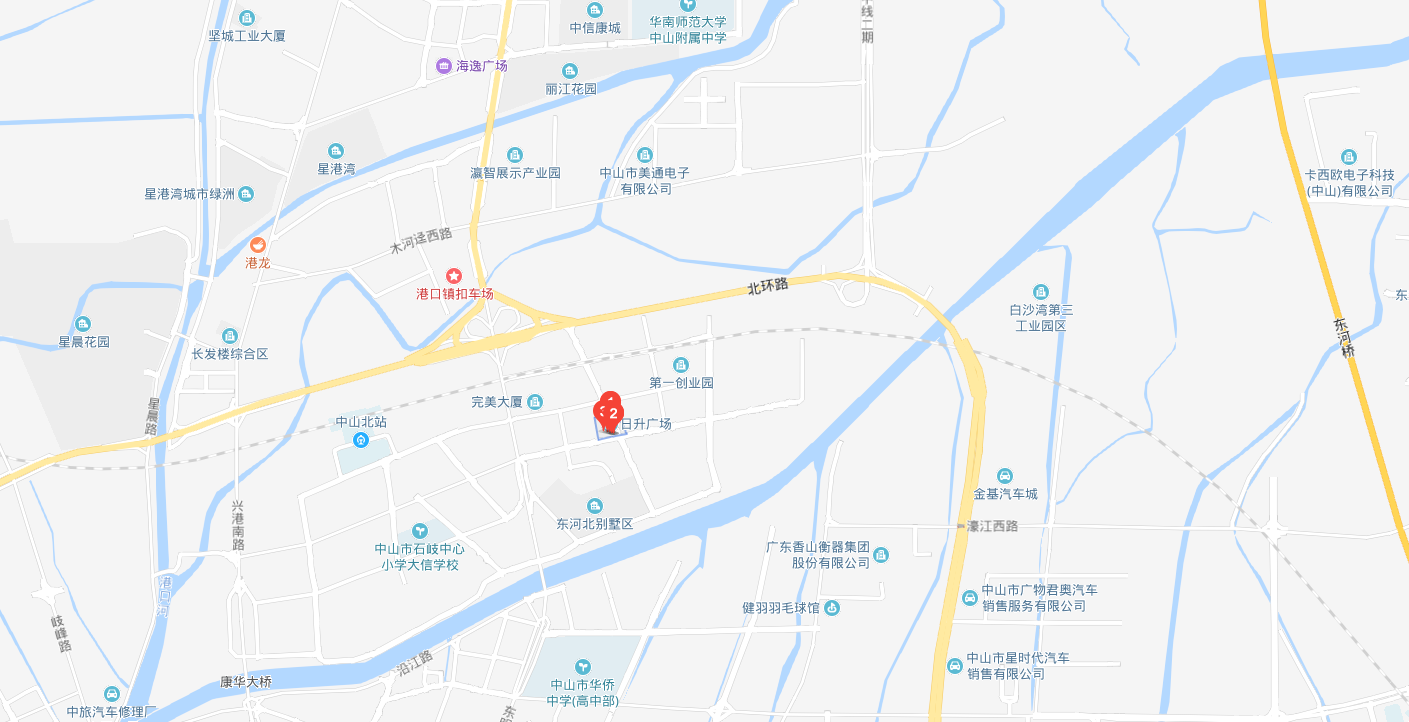 坚城工业大厦
中信康城
华南师范大学
中山附属中学
线二期
海逸广场
丽江花园
星港湾
瀛智展示产业园
中山市美通电子
有限公司
卡西欧电子科技
(中山)有限公司
星港湾城市绿洲
木河迳西路
港龙
港口镇扣车场
北环路
白沙湾第三
工业园区
东
东河桥
星晨花园
长发楼综合区
第一创业园
完美大厦
星晨路
中山北站
2
日升广场
金基汽车城
兴港南路
东河北别墅区
濠江西路
中山市石岐中心
小学大信学校
广东香山衡器集团
股份有限公司
港口河
中山市广物君奥汽车
销售服务有限公司
健羽羽毛球馆
岐峰路
沿江路
中山市星时代汽车
销售有限公司
康华大桥
中山市华侨
中学(高中部)
中旅汽车修理厂
东